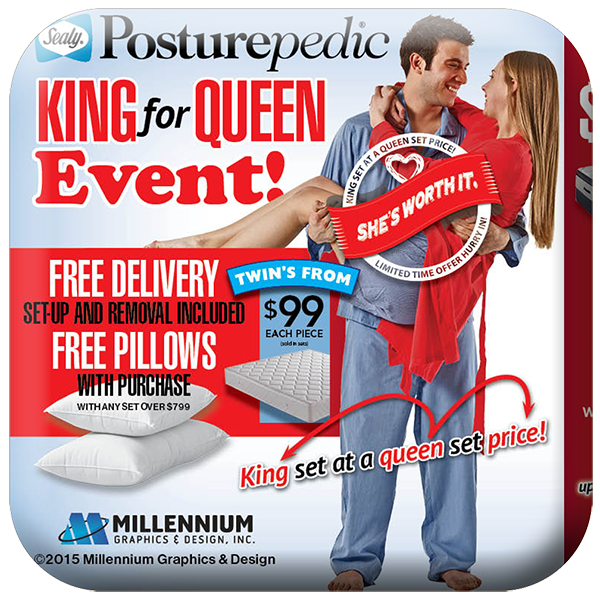 Sealy. Posturepedic®
KING for QUEEN
Event!
KING SET AT A QUEEN SET PRICE!
SHE'S WORTH IT.
LIMITED TIME OFFER HURRY IN!
FREE DELIVERY
SET-UP AND REMOVAL INCLUDED
FREE PILLOWS
WITH PURCHASE
WITH ANY SET OVER $799
TWIN'S FROM
$99
EACH PIECE
(sold in sets)
King set at a queen set price!
MILLENNIUM
GRAPHICS & DESIGN, INC.
©2015 Millennium Graphics & Design
up